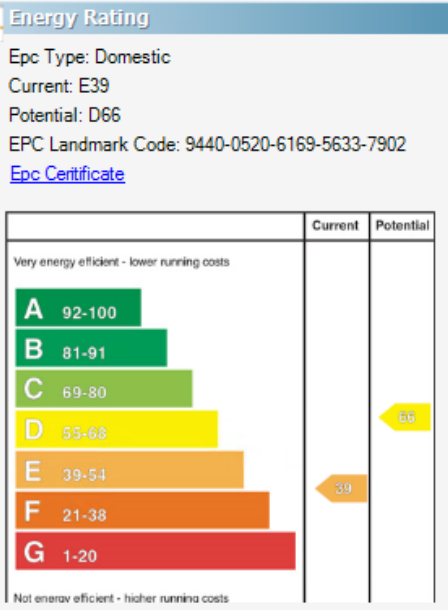 Energy Rating
Epc Type: Domestic
Current: E39
Potential: D66
EPC Landmark Code: 9440-0520-6169-5633-7902
Epc Ceritificate
Current Potential
Very energy efficient - lower running costs
A 92-100
B 81-91
C 69-80
66
D 55-68
E 39-54
39
F 21-38
G 1-20
Not energy efficient - higher running costs